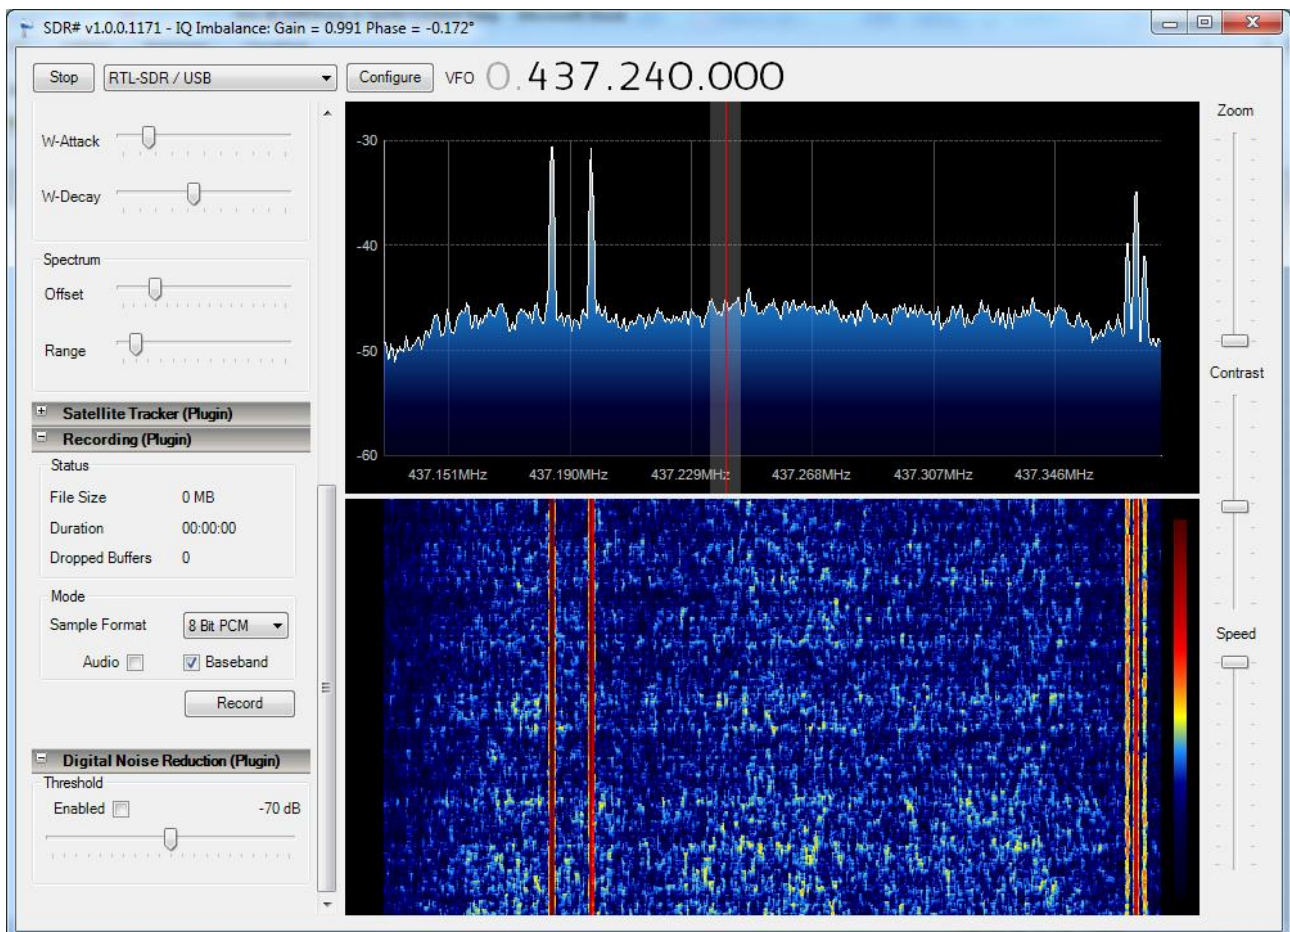 SDR# v1.0.0.1171 - IQ Imbalance: Gain = 0.991 Phase = -0.172°
Stop
RTL-SDR / USB
Configure
VFO
0.437.240.000
W-Attack
W-Decay
Spectrum
Offset
Range
Satellite Tracker (Plugin)
Recording (Plugin)
Status
File Size 0 MB
Duration 00:00:00
Dropped Buffers 0
Mode
Sample Format 8 Bit PCM
Audio Baseband
Record
Digital Noise Reduction (Plugin)
Threshold
Enabled -70 dB
-30
-40
-50
-60
437.151MHz 437.190MHz 437.229MHz 437.268MHz 437.307MHz 437.346MHz
Zoom
Contrast
Speed